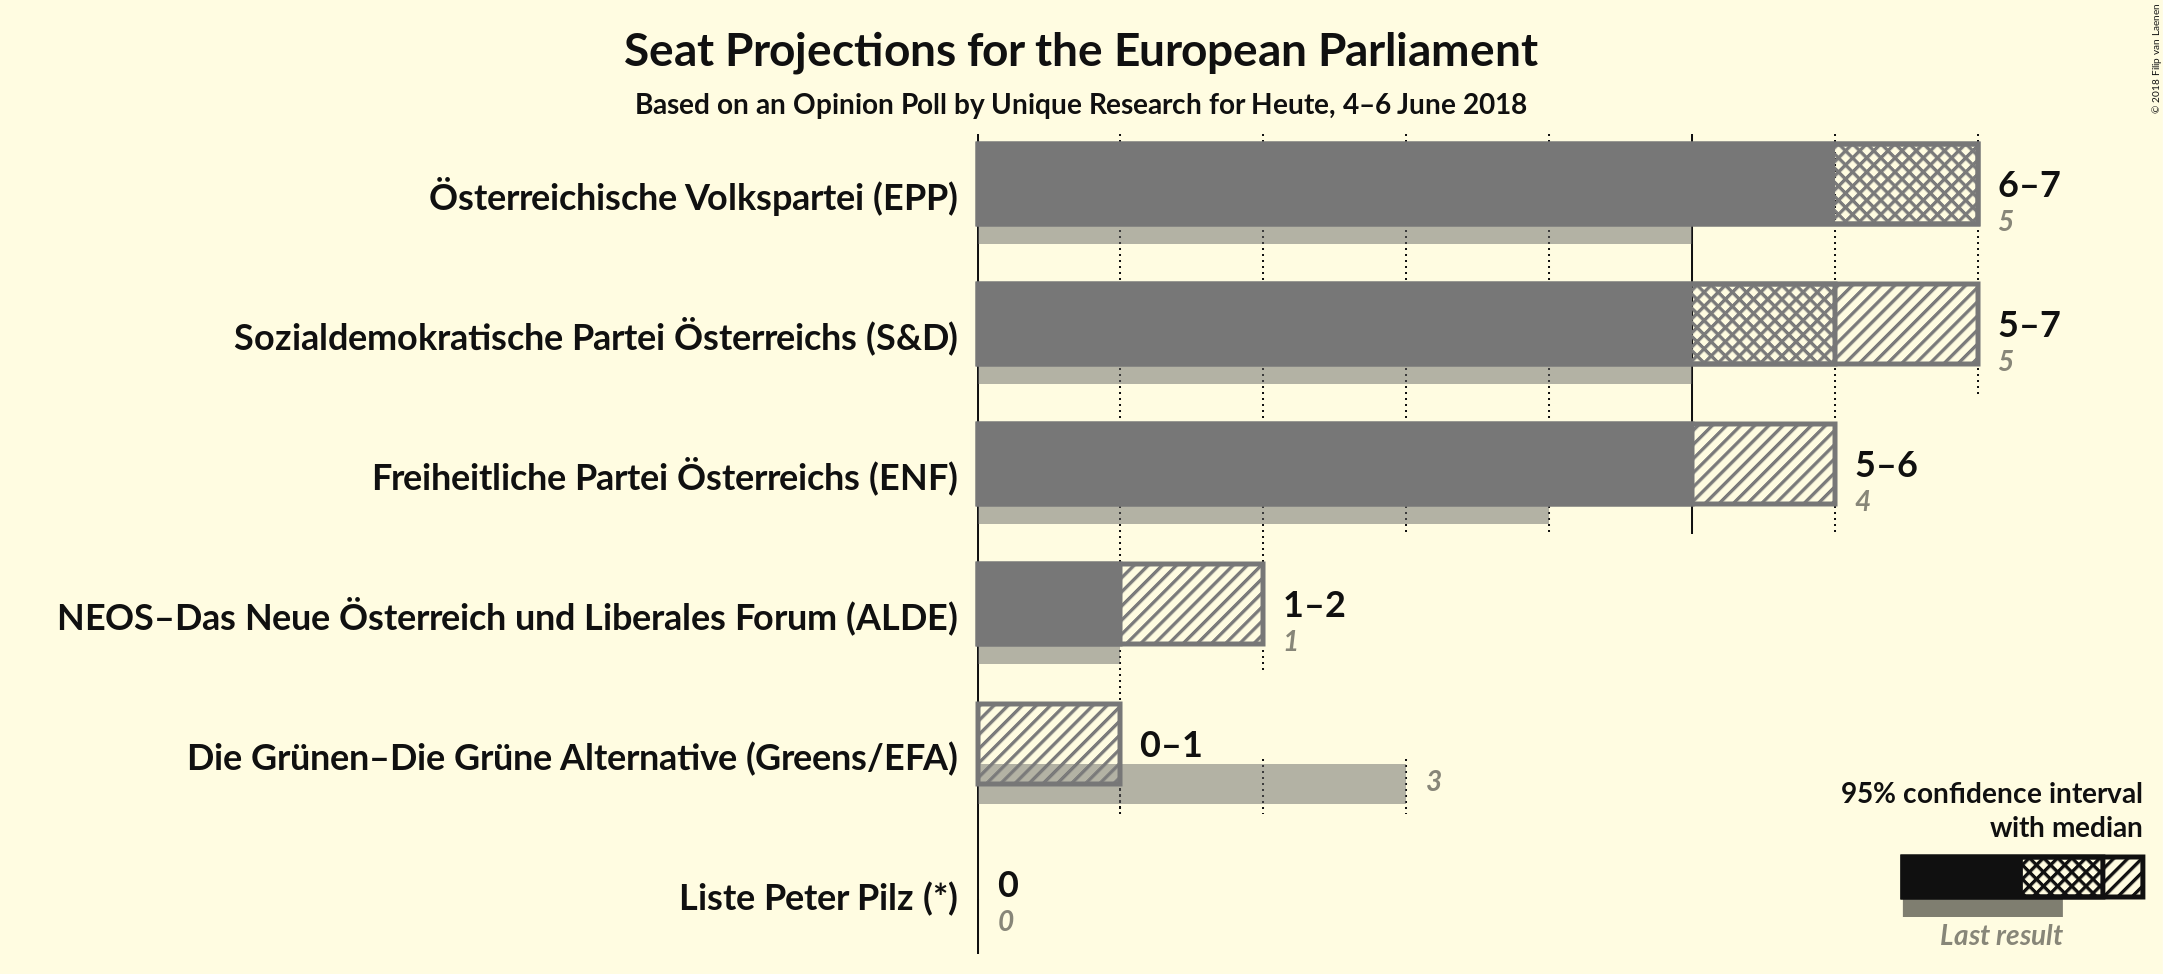 Seat Projections for the European Parliament
Based on an Opinion Poll by Unique Research for Heute, 4–6 June 2018
© 2018 Filip van Laenen
Österreichische Volkspartei (EPP)
6–7
5
Sozialdemokratische Partei Österreichs (S&D)
5–7
5
Freiheitliche Partei Österreichs (ENF)
5–6
4
NEOS–Das Neue Österreich und Liberales Forum (ALDE)
1–2
1
Die Grünen–Die Grüne Alternative (Greens/EFA)
0–1
3
Liste Peter Pilz (*)
0
0
95% confidence interval
with median
Last result